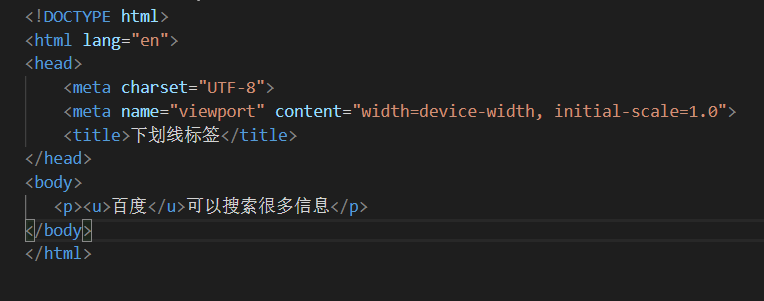 <!DOCTYPE html>
<html lang="en">
<head>
    <meta charset="UTF-8">
    <meta name="viewport" content="width=device-width, initial-scale=1.0">
    <title>下划线标签</title>
</head>
<body>
   <p><u>百度</u>可以搜索很多信息</p>
</body>
</html>